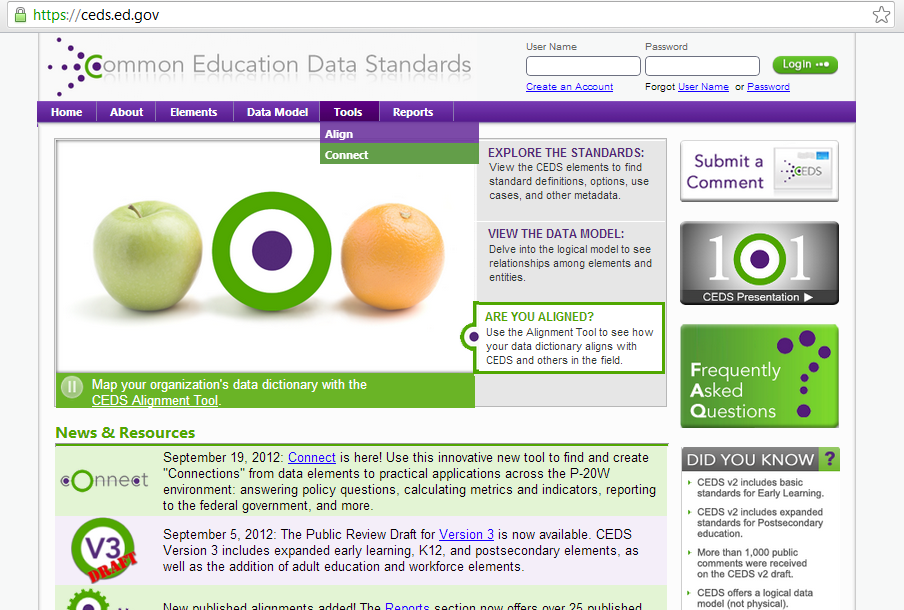 https://ceds.ed.gov
Common Education Data Standards
User Name
Password
LogIn
Create an Account
Forgot User Name or Password
Home
About
Elements
Data Model
Tools
Reports
Align
Connect
EXPLORE THE STANDARDS:
View the CEDS elements to find
standard definitions, options, use
cases, and other metadata.
VIEW THE DATA MODEL:
Delve into the logical model to see
relationships among elements and
entities.
ARE YOU ALIGNED?
Use the Alignment Tool to see how
your data dictionary aligns with
CEDS and others in the field.
Map your organization's data dictionary with the
CEDS Alignment Tool.
Submit a
Comment
CEDS
101
CEDS Presentation
Frequently
Asked
Questions
News & Resources
connect
September 19, 2012: Connect is here! Use this innovative new tool to find and create
"Connections" from data elements to practical applications across the P-20W
environment: answering policy questions, calculating metrics and indicators, reporting
to the federal government, and more.
V3
DRAFT
September 5, 2012: The Public Review Draft for Version 3 is now available. CEDS
Version 3 includes expanded early learning, K12, and postsecondary elements, as
well as the addition of adult education and workforce elements.
New published alignments added! The Reports section now offers over 25 published
DID YOU KNOW ?
CEDS v2 includes basic
standards for Early Learning.
CEDS v2 includes expanded
standards for Postsecondary
education.
More than 1,000 public
comments were received
on the CEDS v2 draft.
CEDS offers a logical data
model (not physical).